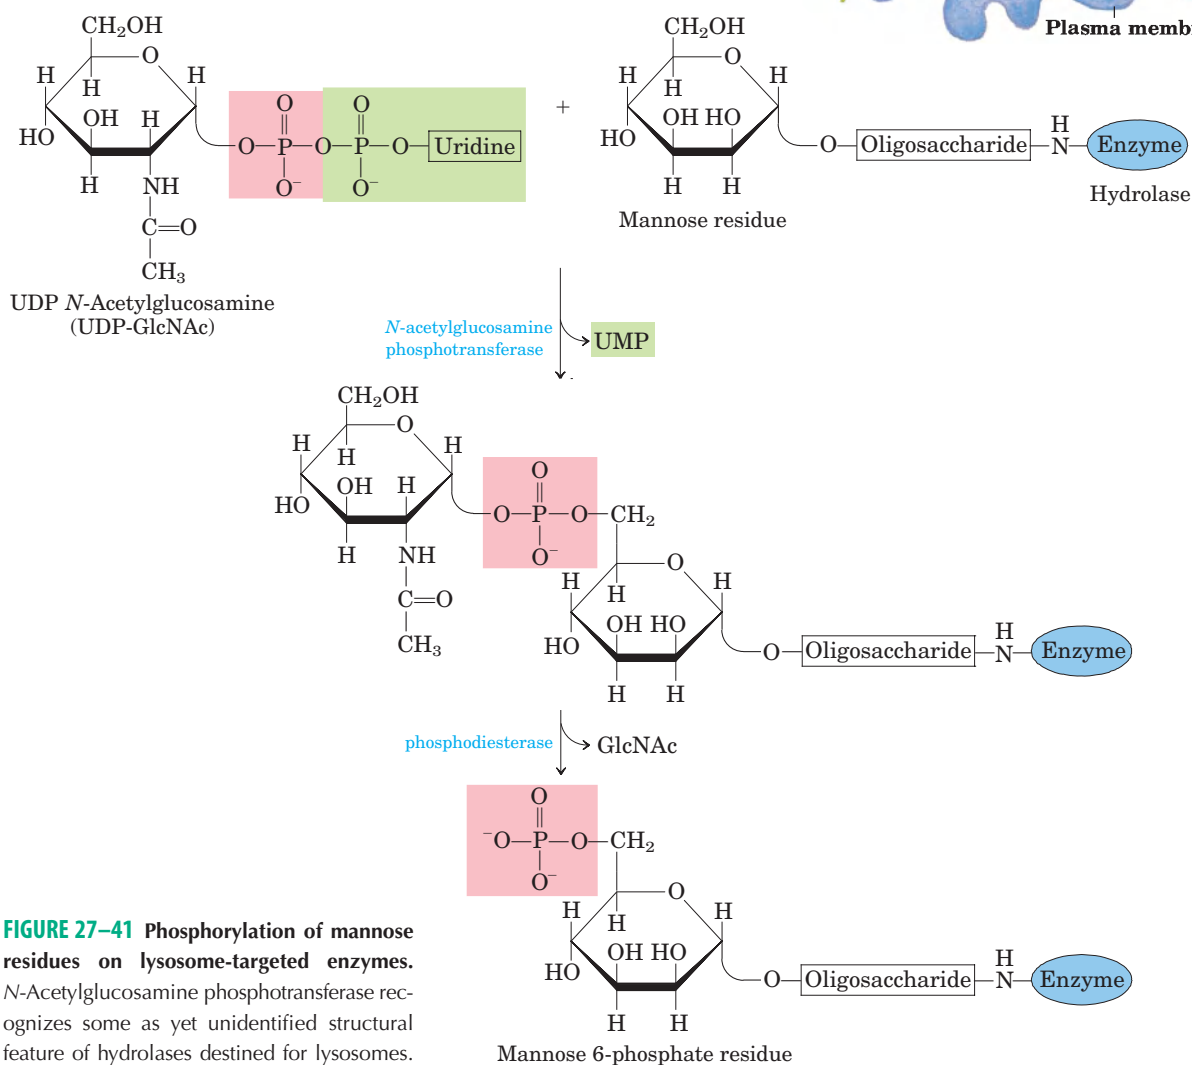 Plasma memb
CH₂OH
O
H
H
H
OH
H
HO
H
NH
C=O
CH₃
O
O
O—P—O—P—O—Uridine
O⁻
O⁻
UDP N-Acetylglucosamine
(UDP-GlcNAc)
+
CH₂OH
O
H
H
H
OH HO
HO
H
H
O—Oligosaccharide—N—Enzyme
H
Hydrolase
Mannose residue
N-acetylglucosamine
phosphotransferase
UMP
CH₂OH
O
H
H
H
OH
H
HO
H
NH
C=O
CH₃
O
O—P—O—CH₂
O⁻
O
H
H
H
OH HO
HO
H
H
O—Oligosaccharide—N—Enzyme
H
phosphodiesterase
GlcNAc
O
⁻O—P—O—CH₂
O⁻
O
H
H
H
OH HO
HO
H
H
O—Oligosaccharide—N—Enzyme
H
Mannose 6-phosphate residue
FIGURE 27–41 Phosphorylation of mannose
residues on lysosome-targeted enzymes.
N-Acetylglucosamine phosphotransferase rec-
ognizes some as yet unidentified structural
feature of hydrolases destined for lysosomes.